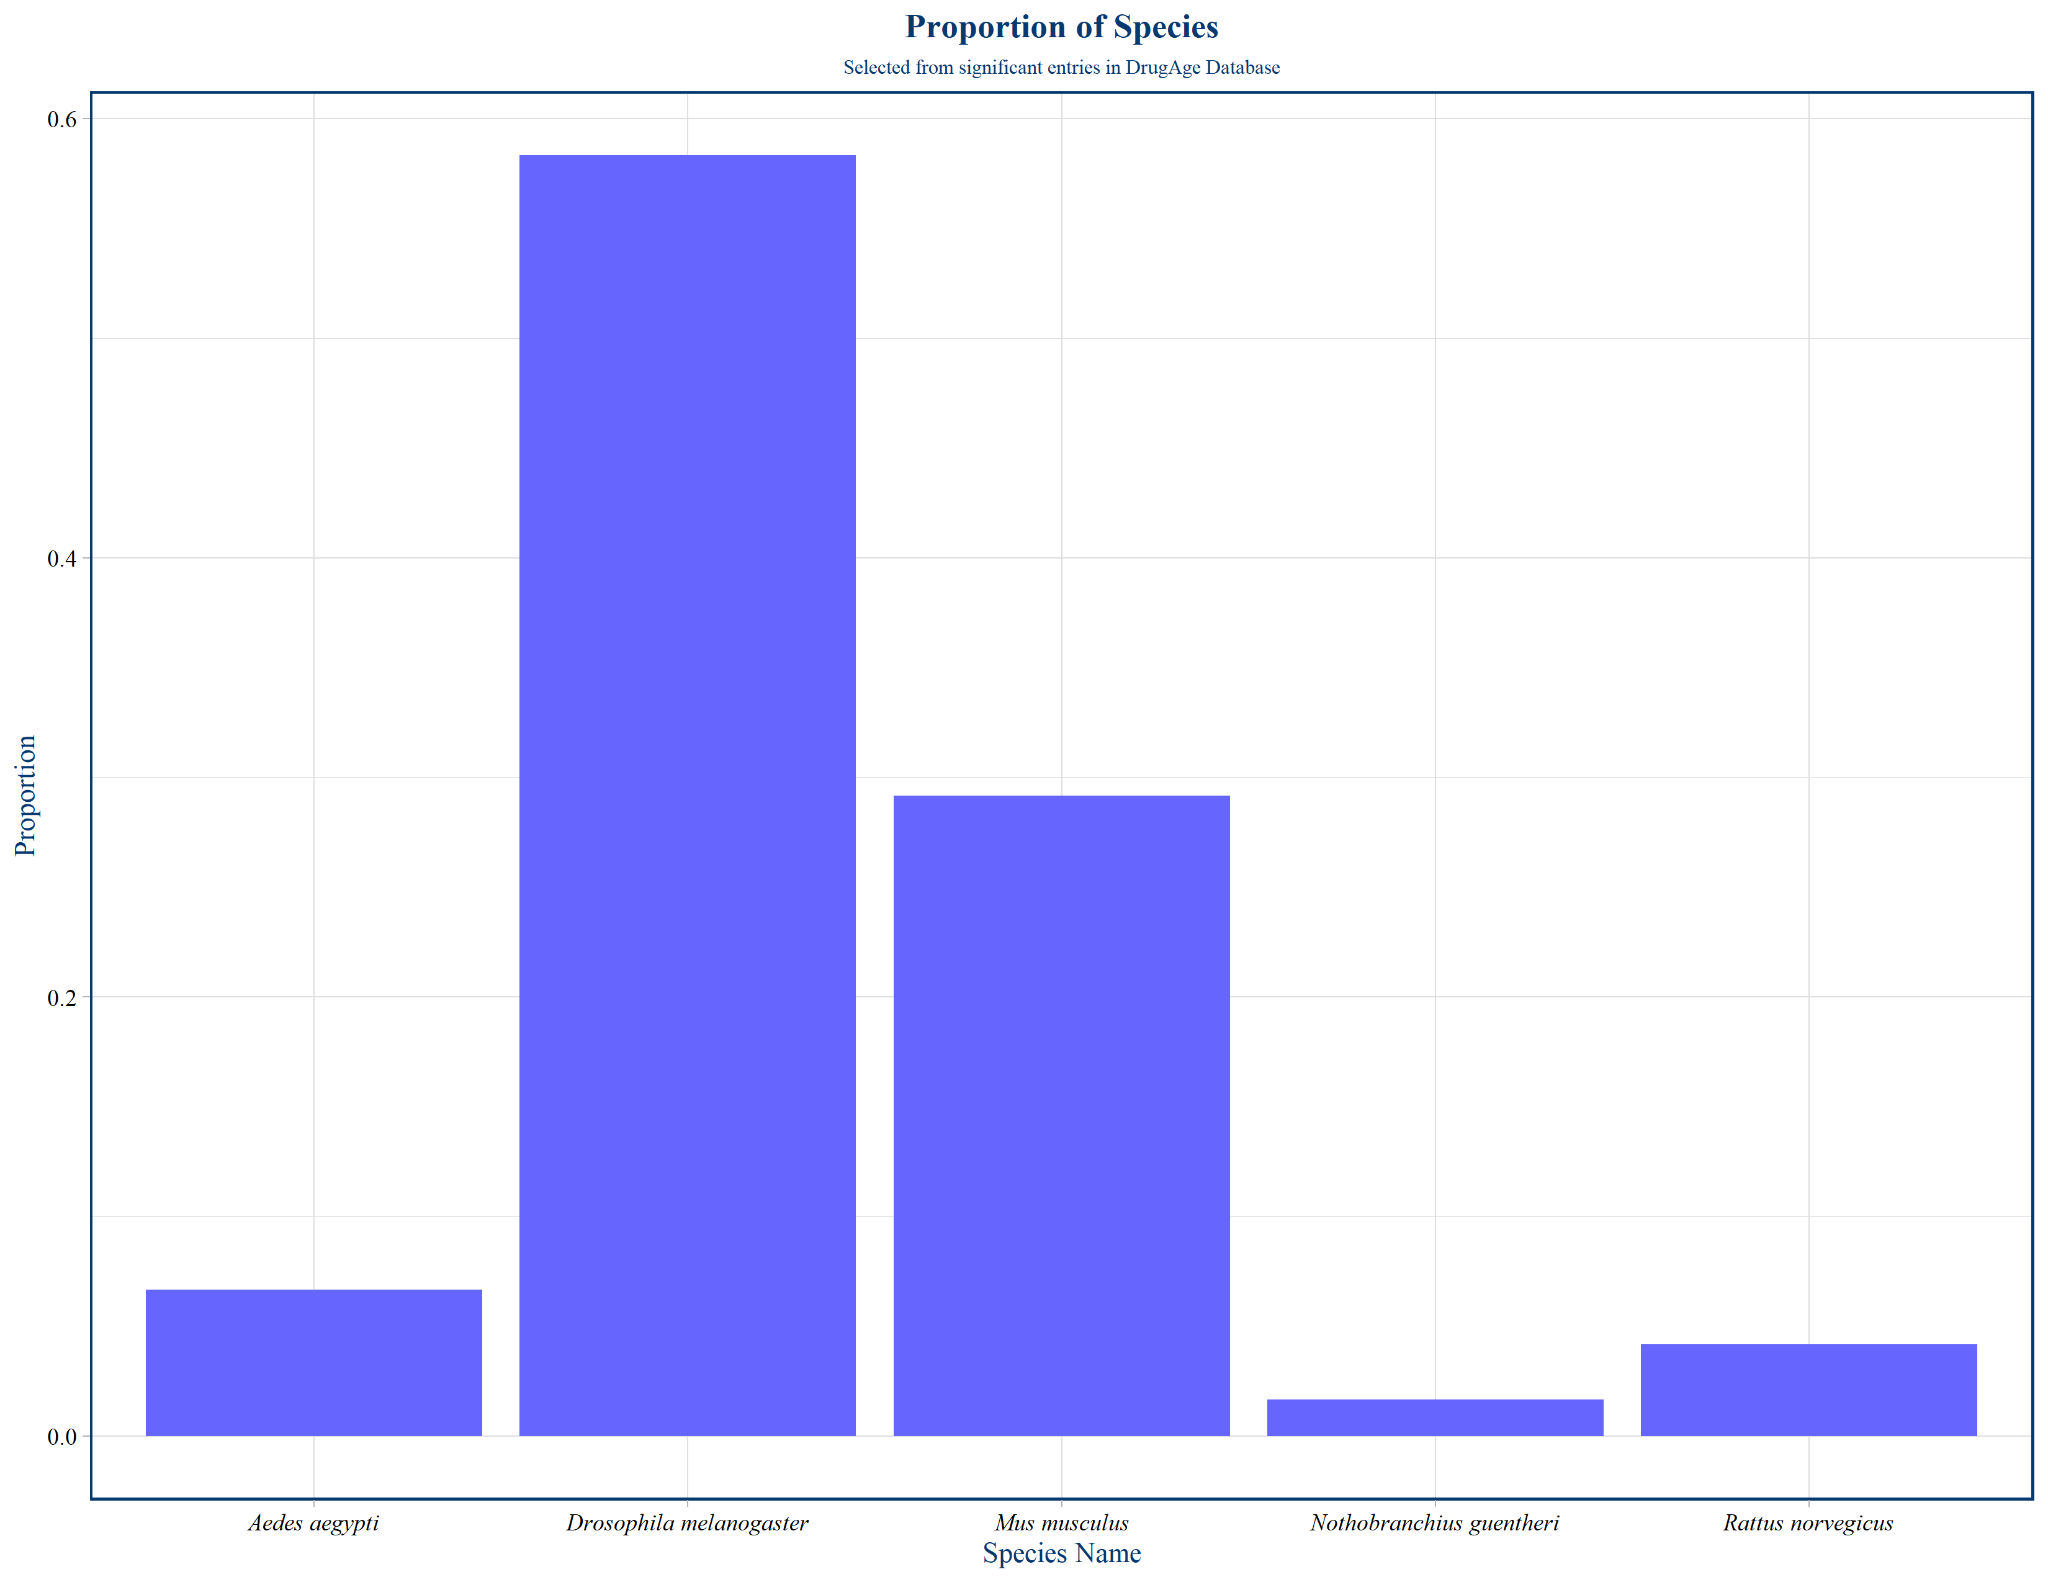 Proportion of Species
Selected from significant entries in DrugAge Database
0.6
0.4
0.2
0.0
Proportion
Aedes aegypti
Drosophila melanogaster
Mus musculus
Nothobranchius guentheri
Rattus norvegicus
Species Name